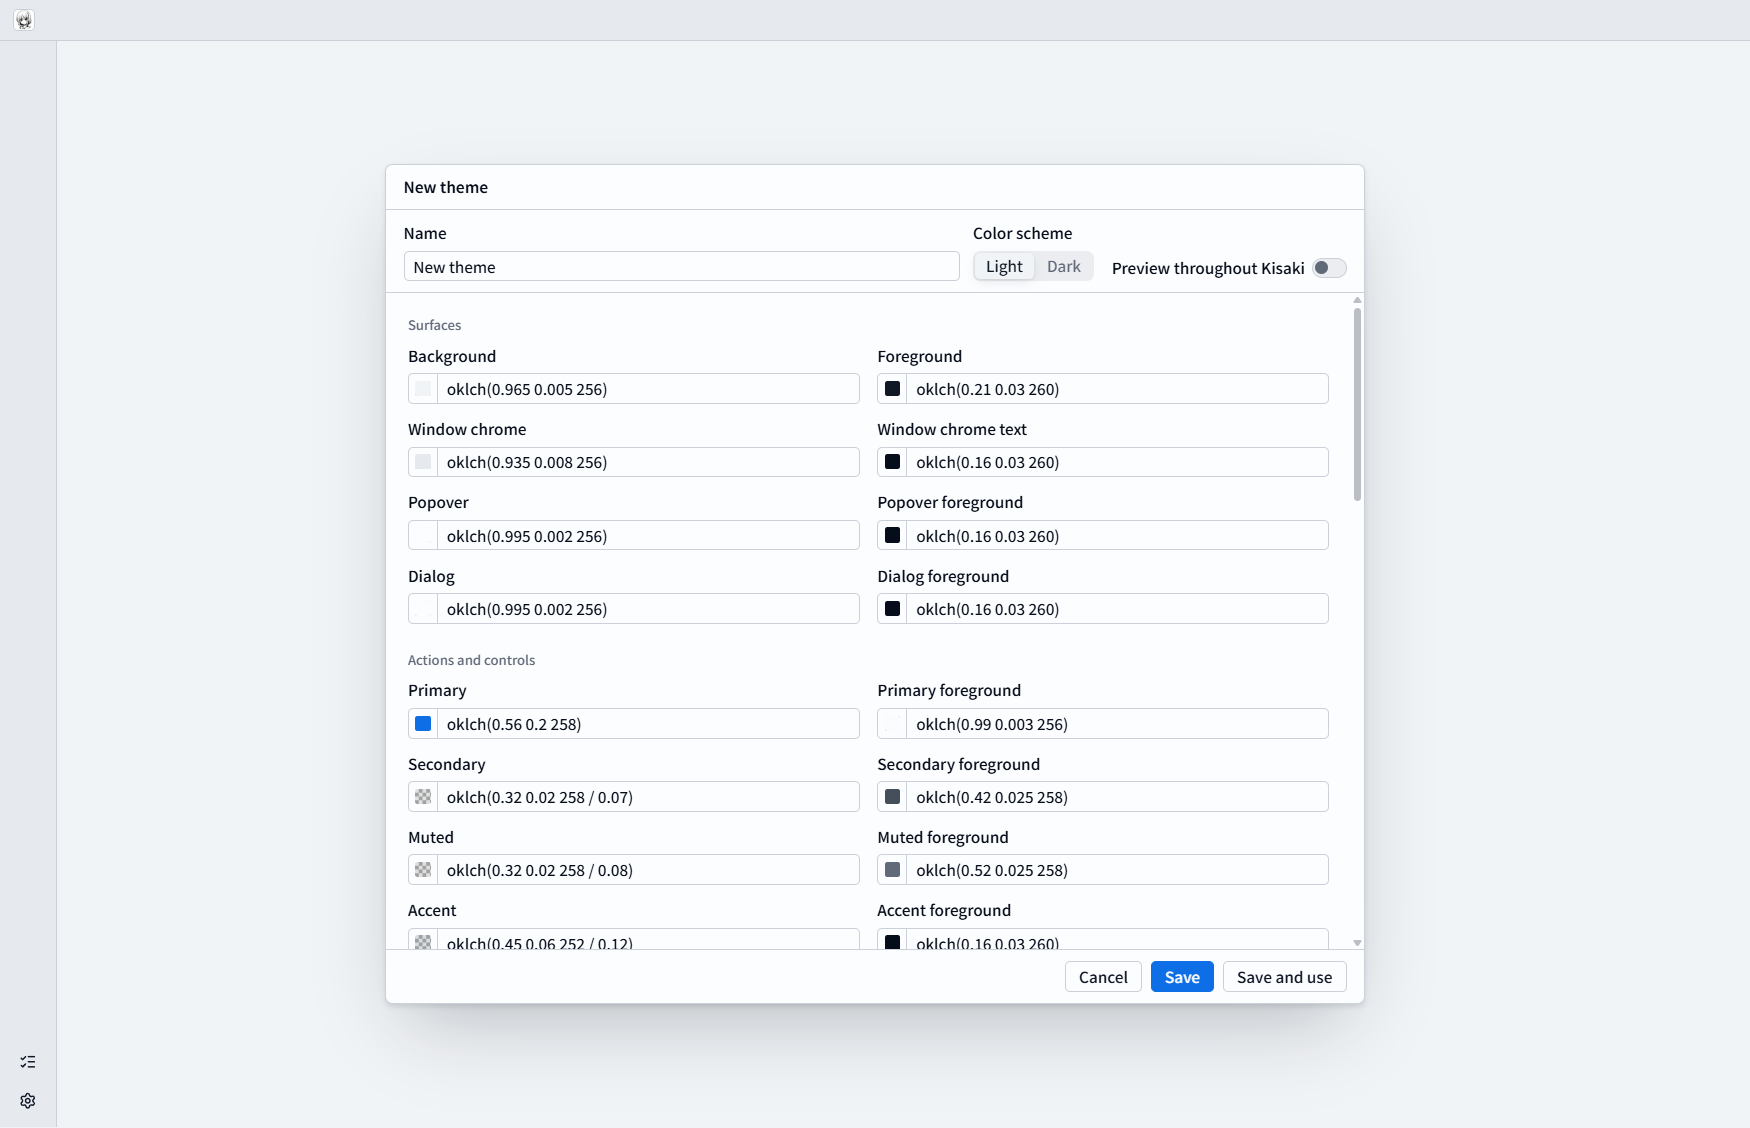 New theme
Name
Color scheme
New theme
Light
Dark
Preview throughout Kisaki
Surfaces
Background
Foreground
oklch(0.965 0.005 256)
oklch(0.21 0.03 260)
Window chrome
Window chrome text
oklch(0.935 0.008 256)
oklch(0.16 0.03 260)
Popover
Popover foreground
oklch(0.995 0.002 256)
oklch(0.16 0.03 260)
Dialog
Dialog foreground
oklch(0.995 0.002 256)
oklch(0.16 0.03 260)
Actions and controls
Primary
Primary foreground
oklch(0.56 0.2 258)
oklch(0.99 0.003 256)
Secondary
Secondary foreground
oklch(0.32 0.02 258 / 0.07)
oklch(0.42 0.025 258)
Muted
Muted foreground
oklch(0.32 0.02 258 / 0.08)
oklch(0.52 0.025 258)
Accent
Accent foreground
oklch(0.45 0.06 252 / 0.12)
oklch(0.16 0.03 260)
Cancel
Save
Save and use